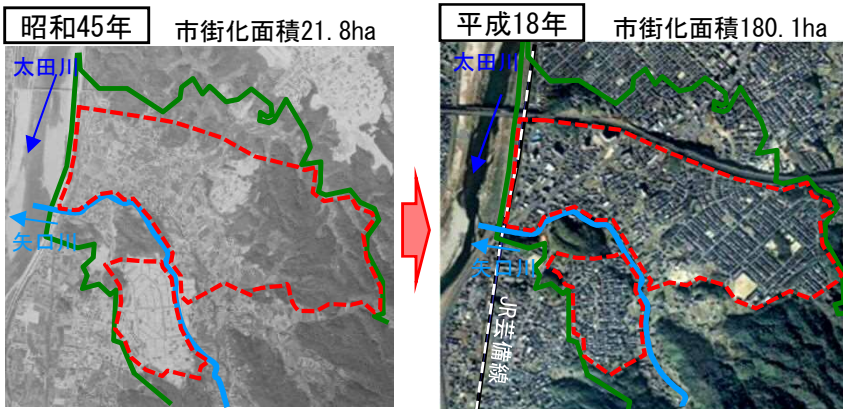 昭和45年
市街化面積21.8ha
太田川
矢口川
平成18年
市街化面積180.1ha
太田川
矢口川
JR芸備線